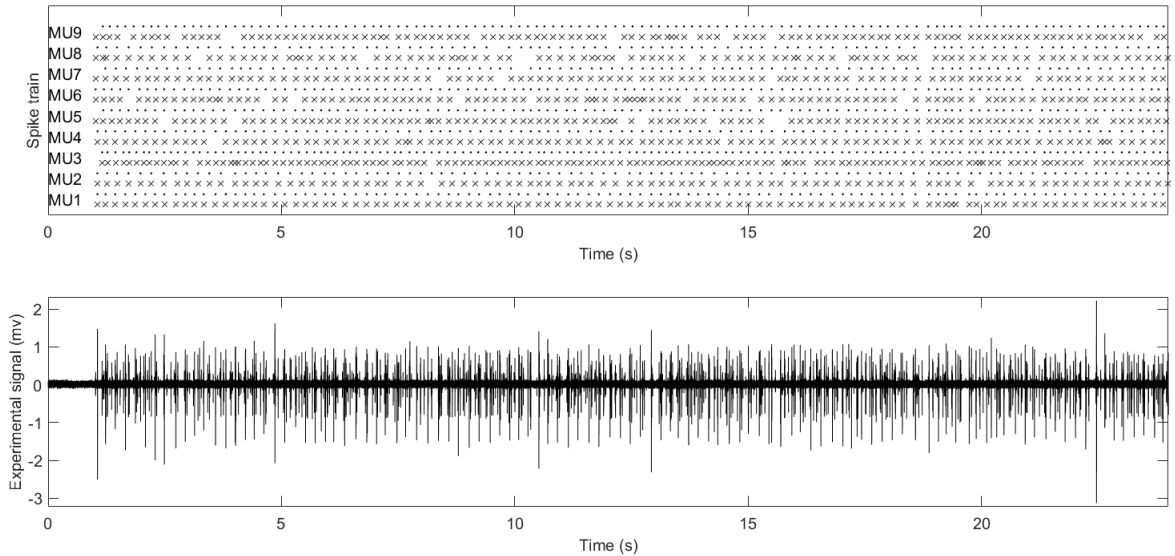 Spike train
MU9
MU8
MU7
MU6
MU5
MU4
MU3
MU2
MU1
0 5 10 15 20
Time (s)
Experimental signal (mv)
2
1
0
-1
-2
-3
0 5 10 15 20
Time (s)